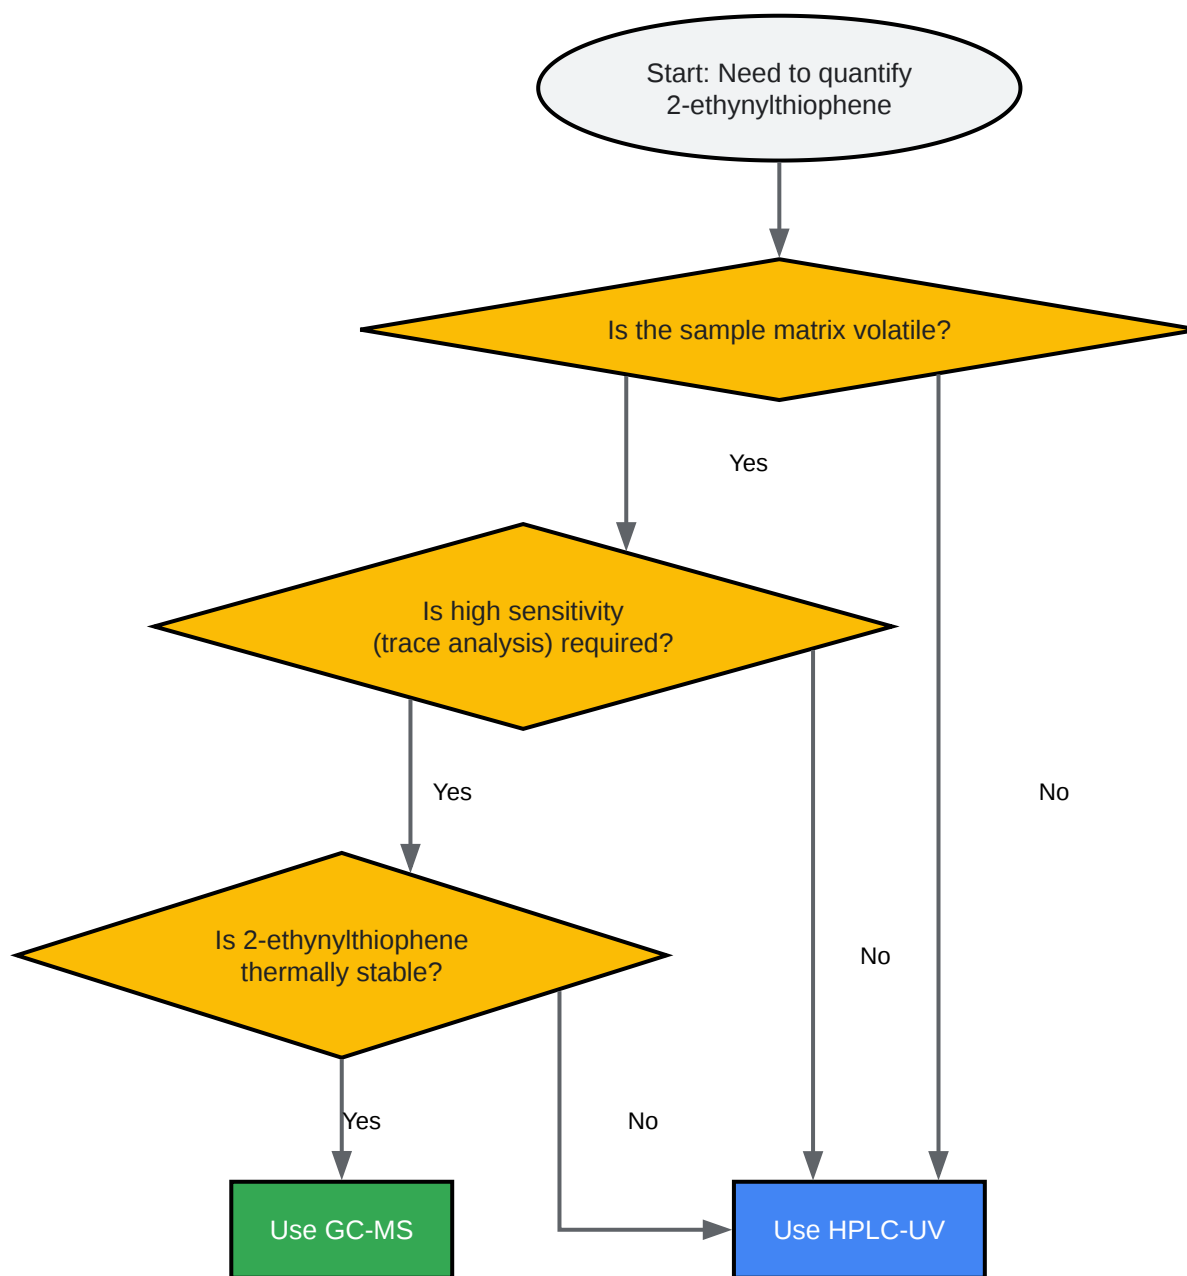 Start: Need to quantify
2-ethynylthiophene
Is the sample matrix volatile?
Yes
Is high sensitivity
(trace analysis) required?
Yes
No
Is 2-ethynylthiophene
thermally stable?
No
Yes
No
Use GC-MS
Use HPLC-UV